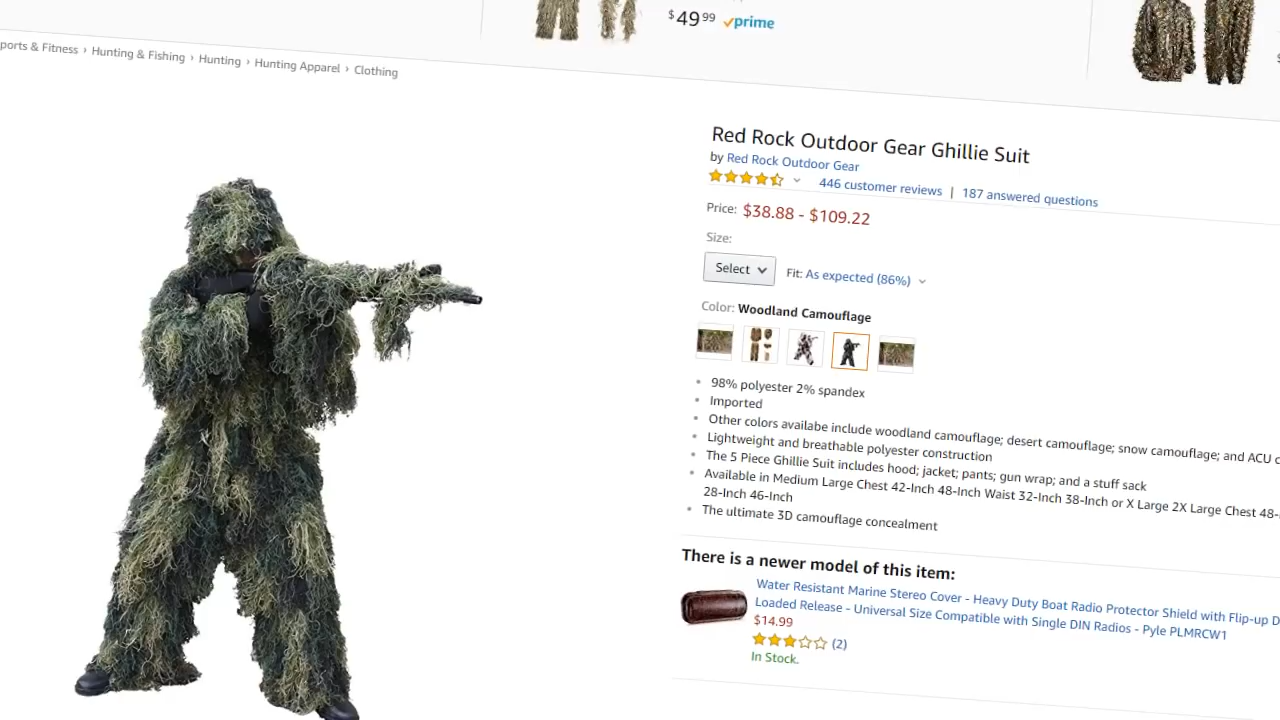 $49 99 prime
ports & Fitness › Hunting & Fishing › Hunting › Hunting Apparel › Clothing
Red Rock Outdoor Gear Ghillie Suit
by Red Rock Outdoor Gear
446 customer reviews | 187 answered questions
Price: $38.88 - $109.22
Size:
Select Fit: As expected (86%)
Color: Woodland Camouflage
• 98% polyester 2% spandex
• Imported
• Other colors availabe include woodland camouflage; desert camouflage; snow camouflage; and ACU c
• Lightweight and breathable polyester construction
• The 5 Piece Ghillie Suit includes hood; jacket; pants; gun wrap; and a stuff sack
• Available in Medium Large Chest 42-Inch 48-Inch Waist 32-Inch 38-Inch or X Large 2X Large Chest 48-
28-Inch 46-Inch
• The ultimate 3D camouflage concealment
There is a newer model of this item:
Water Resistant Marine Stereo Cover - Heavy Duty Boat Radio Protector Shield with Flip-up D
Loaded Release - Universal Size Compatible with Single DIN Radios - Pyle PLMRCW1
$14.99
(2)
In Stock.